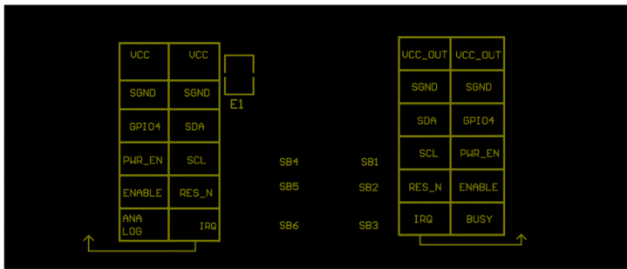 VCC VCC
SGND SGND
GPIO4 SDA
PWR_EN SCL
ENABLE RES_N
ANA
LOG IRQ
E1
SB4 SB1
SB5 SB2
SB6 SB3
VCC_OUT VCC_OUT
SGND SGND
SDA GPIO4
SCL PWR_EN
RES_N ENABLE
IRQ BUSY